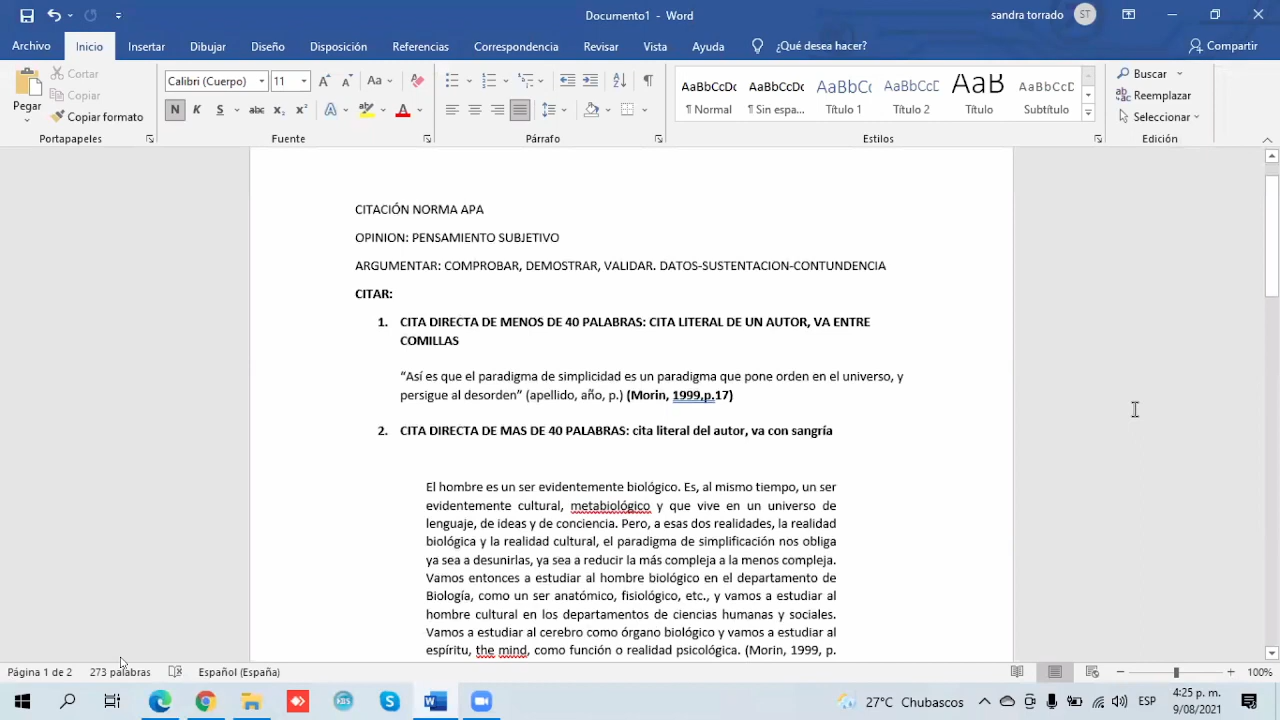 Documento1 - Word
sandra torrado
ST
Archivo Inicio Insertar Dibujar Diseño Disposición Referencias Correspondencia Revisar Vista Ayuda ¿Qué desea hacer? Compartir
Pegar
Cortar
Copiar
Copiar formato
Portapapeles
Calibri (Cuerpo) 11
N K S abc x₂ x²
Fuente
Párrafo
AaBbCcDc AaBbCcDc AaBbCc AaBbCcD AaB AaBbCcD
¶ Normal ¶ Sin espa... Título 1 Título 2 Título Subtítulo
Estilos
Buscar
Reemplazar
Seleccionar
Edición
CITACIÓN NORMA APA
OPINION: PENSAMIENTO SUBJETIVO
ARGUMENTAR: COMPROBAR, DEMOSTRAR, VALIDAR. DATOS-SUSTENTACION-CONTUNDENCIA
CITAR:
1. CITA DIRECTA DE MENOS DE 40 PALABRAS: CITA LITERAL DE UN AUTOR, VA ENTRE
COMILLAS
“Así es que el paradigma de simplicidad es un paradigma que pone orden en el universo, y
persigue al desorden” (apellido, año, p.) (Morin, 1999,p.17)
2. CITA DIRECTA DE MAS DE 40 PALABRAS: cita literal del autor, va con sangría
El hombre es un ser evidentemente biológico. Es, al mismo tiempo, un ser
evidentemente cultural, metabiológico y que vive en un universo de
lenguaje, de ideas y de conciencia. Pero, a esas dos realidades, la realidad
biológica y la realidad cultural, el paradigma de simplificación nos obliga
ya sea a desunirlas, ya sea a reducir la más compleja a la menos compleja.
Vamos entonces a estudiar al hombre biológico en el departamento de
Biología, como un ser anatómico, fisiológico, etc., y vamos a estudiar al
hombre cultural en los departamentos de ciencias humanas y sociales.
Vamos a estudiar al cerebro como órgano biológico y vamos a estudiar al
espíritu, the mind, como función o realidad psicológica. (Morin, 1999, p.
Página 1 de 2 273 palabras Español (España) 100%
27°C Chubascos ESP 4:25 p. m.
9/08/2021